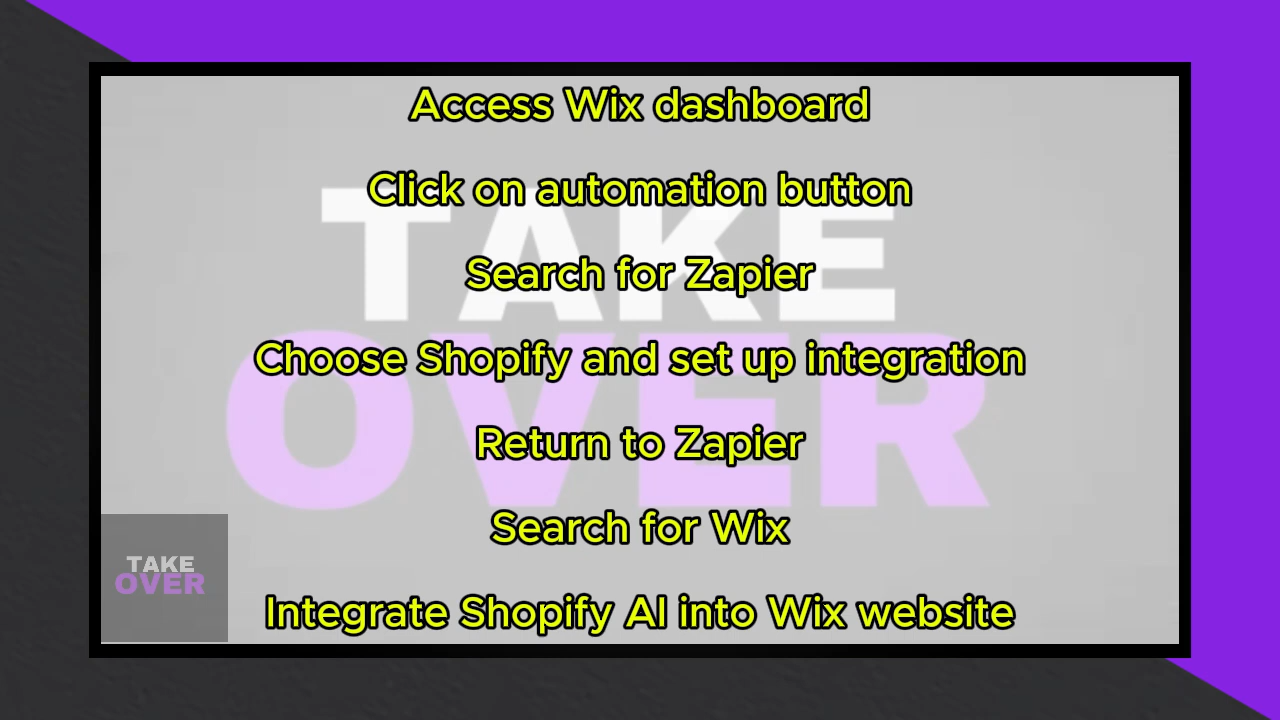 Access Wix dashboard
Click on automation button
TAKE
Search for Zapier
Choose Shopify and set up integration
OVER
Return to Zapier
Search for Wix
TAKE
OVER
Integrate Shopify AI into Wix website